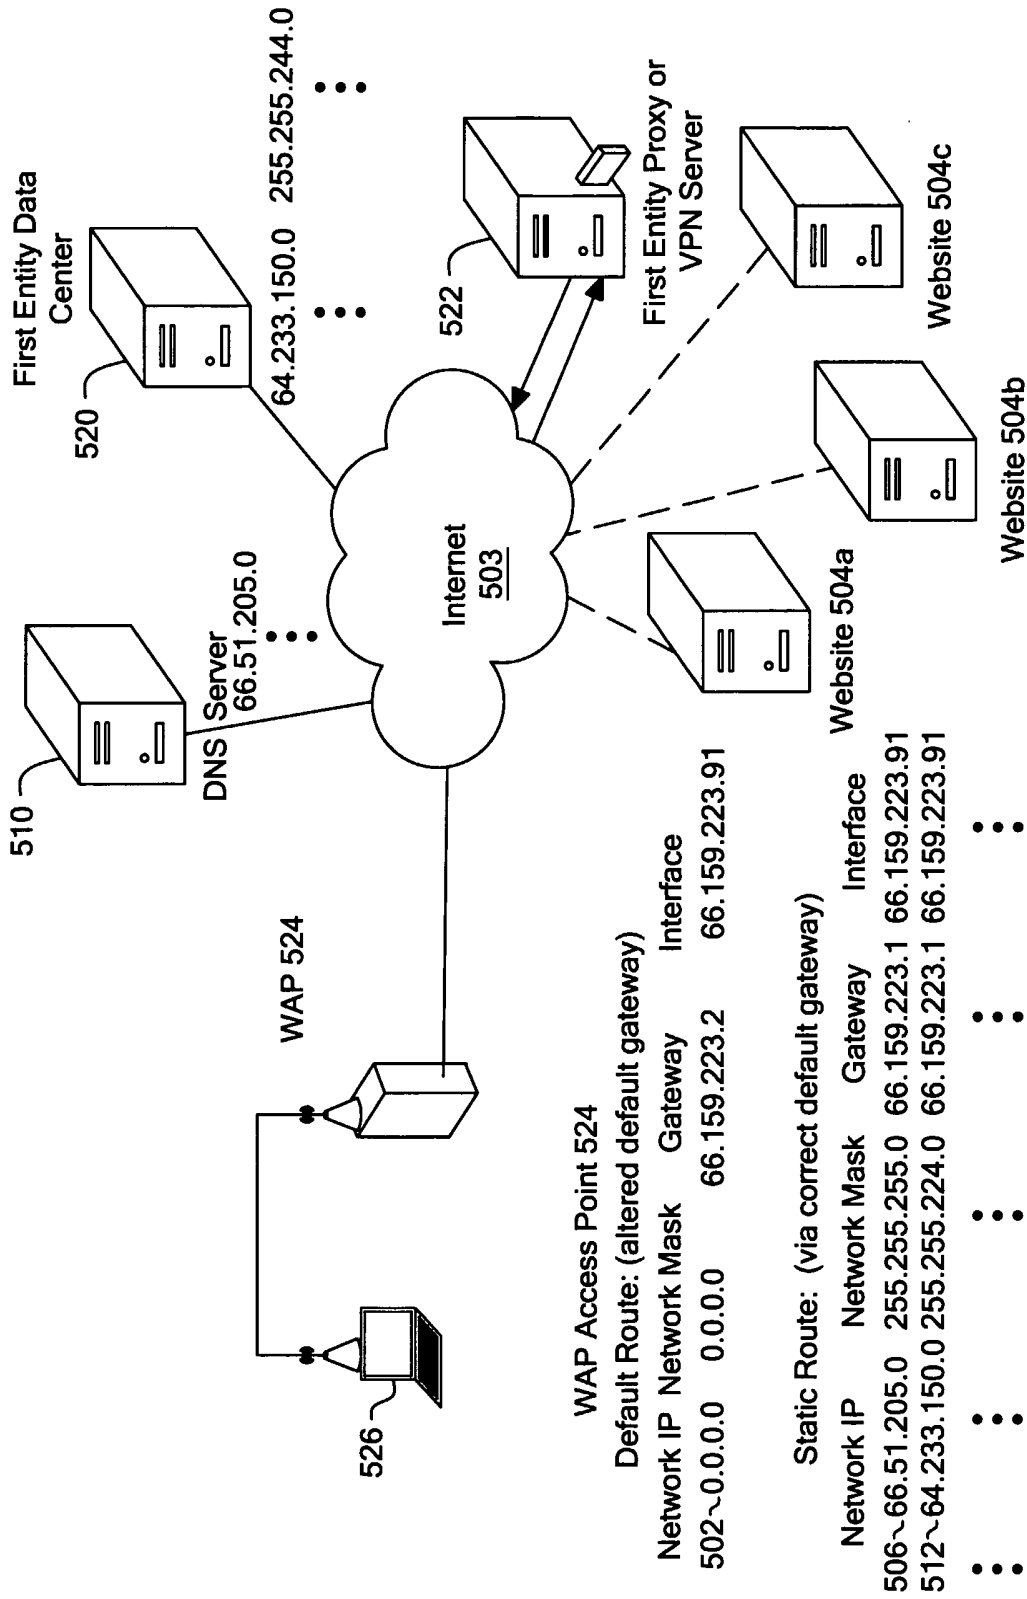 First Entity Data
Center
510
520
DNS Server
66.51.205.0
64.233.150.0 255.255.244.0
WAP 524
522
526
Internet
503
First Entity Proxy or
VPN Server
WAP Access Point 524
Default Route: (altered default gateway)
Network IP Network Mask Gateway Interface
502~0.0.0.0 0.0.0.0 66.159.223.2 66.159.223.91
Website 504a
Website 504b
Website 504c
Static Route: (via correct default gateway)
Network IP Network Mask Gateway Interface
506~66.51.205.0 255.255.255.0 66.159.223.1 66.159.223.91
512~64.233.150.0 255.255.224.0 66.159.223.1 66.159.223.91